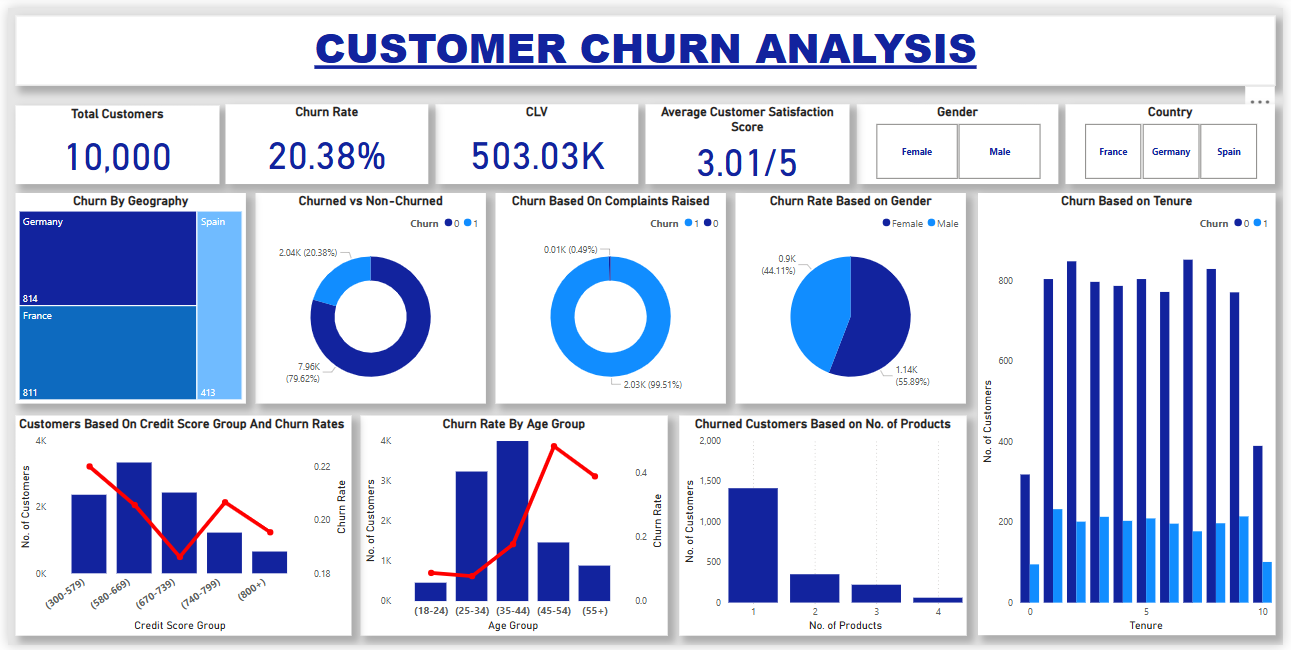 CUSTOMER CHURN ANALYSIS
Total Customers
10,000
Churn Rate
20.38%
CLV
503.03K
Average Customer Satisfaction
Score
3.01/5
Gender
Female
Male
Country
France
Germany
Spain
Churn By Geography
Germany
814
France
811
Spain
413
Churned vs Non-Churned
Churn 0 1
2.04K (20.38%)
7.96K
(79.62%)
Churn Based On Complaints Raised
Churn 1 0
0.01K (0.49%)
2.03K (99.51%)
Churn Rate Based on Gender
Female Male
0.9K
(44.11%)
1.14K
(55.89%)
Churn Based on Tenure
Churn 0 1
No. of Customers
800
600
400
200
0
0 5 10
Tenure
Customers Based On Credit Score Group And Churn Rates
No. of Customers
4K
2K
0K
0.22
0.20
0.18
Churn Rate
(300-579) (580-669) (670-739) (740-799) (800+)
Credit Score Group
Churn Rate By Age Group
No. of Customers
4K
3K
2K
1K
0K
0.4
0.2
0.0
Churn Rate
(18-24) (25-34) (35-44) (45-54) (55+)
Age Group
Churned Customers Based on No. of Products
No. of Customers
2,000
1,500
1,000
500
0
1 2 3 4
No. of Products